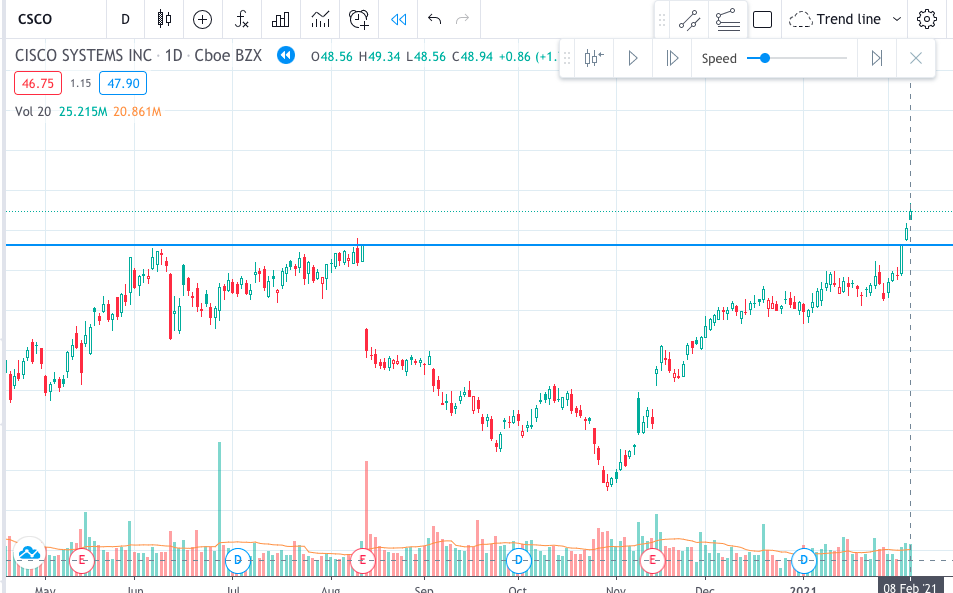 CSCO D Trend line
CISCO SYSTEMS INC · 1D · Cboe BZX O48.56 H49.34 L48.56 C48.94 +0.86 (+1. Speed
46.75 1.15 47.90
Vol 20 25.215M 20.861M
E D E D E D
May Jun Jul Aug Sep Oct Nov Dec 2021 08 Feb '21